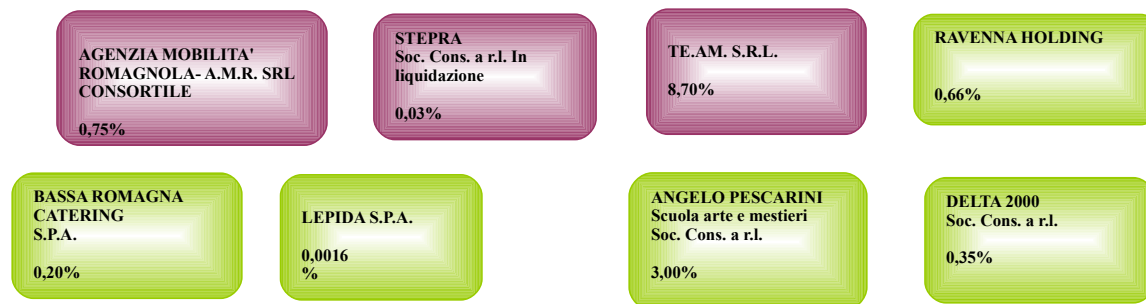 AGENZIA MOBILITA'
ROMAGNOLA- A.M.R. SRL
CONSORTILE
0,75%
STEPRA
Soc. Cons. a r.l. In
liquidazione
0,03%
TE.AM. S.R.L.
8,70%
RAVENNA HOLDING
0,66%
BASSA ROMAGNA
CATERING
S.P.A.
0,20%
LEPIDA S.P.A.
0,0016
%
ANGELO PESCARINI
Scuola arte e mestieri
Soc. Cons. a r.l.
3,00%
DELTA 2000
Soc. Cons. a r.l.
0,35%